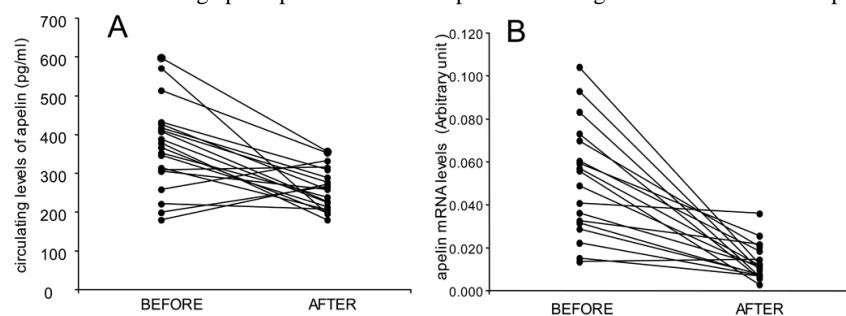 A
circulating levels of apelin (pg/ml)
700
600
500
400
300
200
100
0
BEFORE
AFTER
B
apelin mRNA levels (Arbitrary unit)
0.120
0.100
0.080
0.060
0.040
0.020
0.000
BEFORE
AFTER